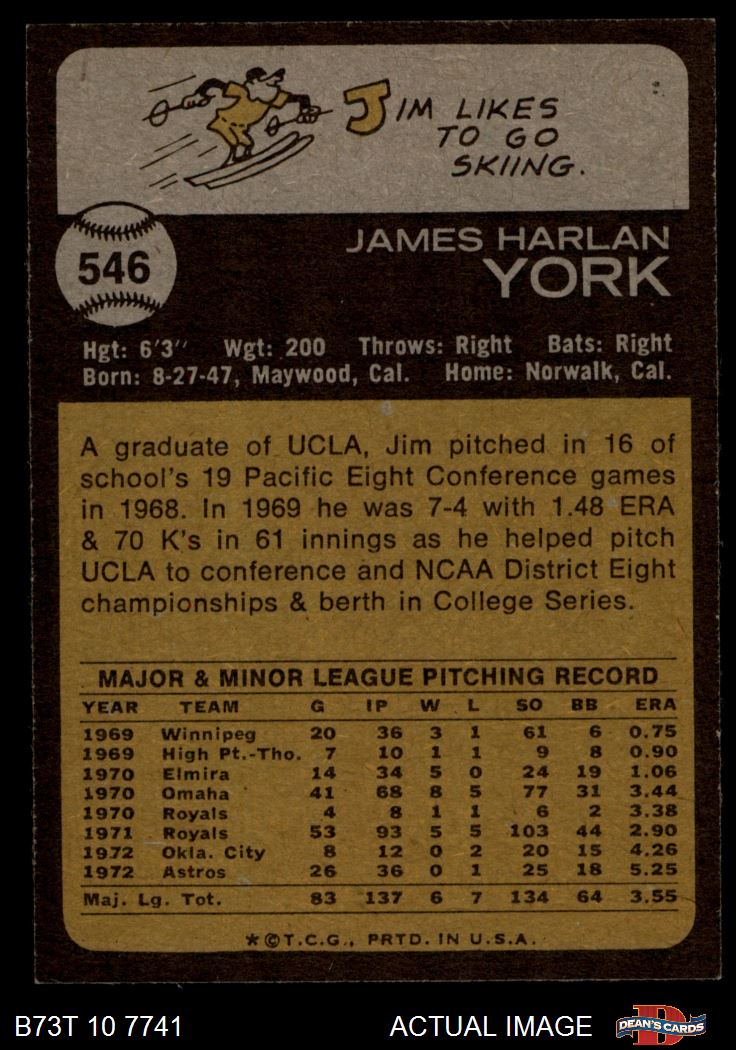 JIM LIKES
TO GO
SKIING.
546
JAMES HARLAN
YORK
Hgt: 6'3" Wgt: 200 Throws: Right Bats: Right
Born: 8-27-47, Maywood, Cal. Home: Norwalk, Cal.
A graduate of UCLA, Jim pitched in 16 of
school's 19 Pacific Eight Conference games
in 1968. In 1969 he was 7-4 with 1.48 ERA
& 70 K's in 61 innings as he helped pitch
UCLA to conference and NCAA District Eight
championships & berth in College Series.
MAJOR & MINOR LEAGUE PITCHING RECORD
YEAR TEAM G IP W L SO BB ERA
1969 Winnipeg 20 36 3 1 61 6 0.75
1969 High Pt.-Tho. 7 10 1 1 9 8 0.90
1970 Elmira 14 34 5 0 24 19 1.06
1970 Omaha 41 68 8 5 77 31 3.44
1970 Royals 4 8 1 1 6 2 3.38
1971 Royals 53 93 5 5 103 44 2.90
1972 Okla. City 8 12 0 2 20 15 4.26
1972 Astros 26 36 0 1 25 18 5.25
Maj. Lg. Tot. 83 137 6 7 134 64 3.55
*©T.C.G., PRTD. IN U.S.A.
B73T 10 7741 ACTUAL IMAGE D DEAN'S CARDS